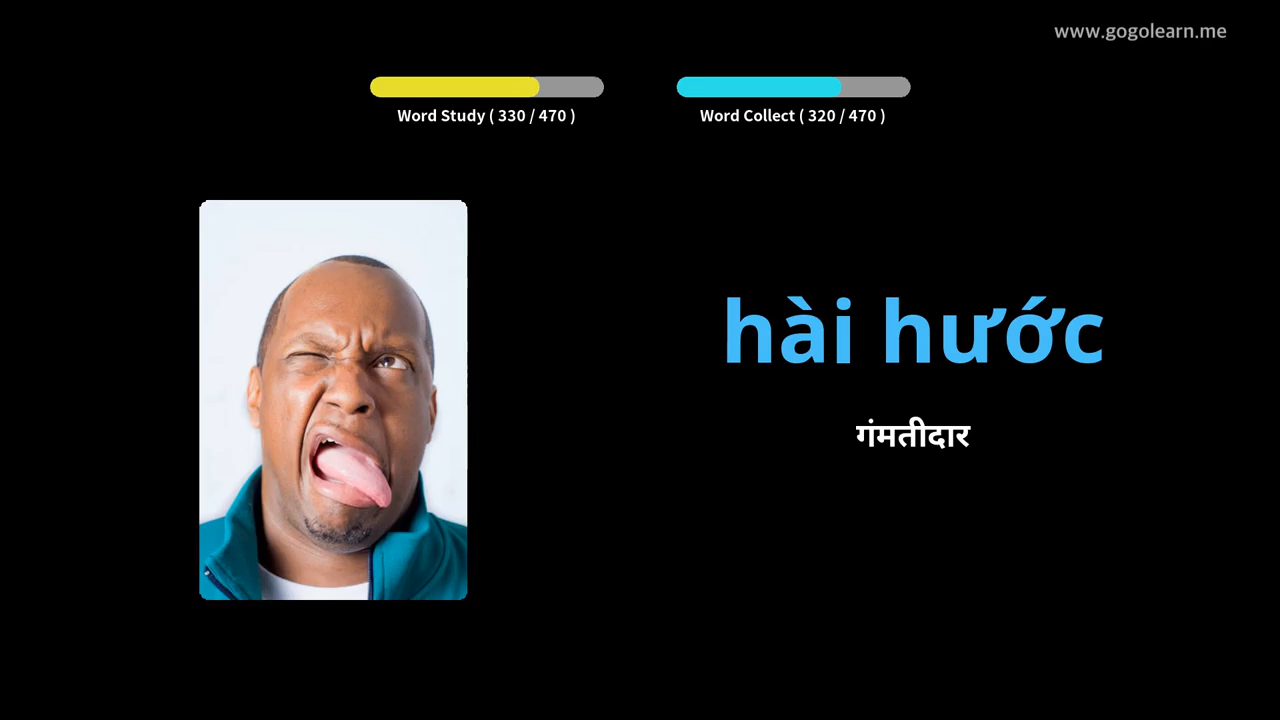 www.gogolearn.me
Word Study ( 330 / 470 )
Word Collect ( 320 / 470 )
hài hước
गंमतीदार